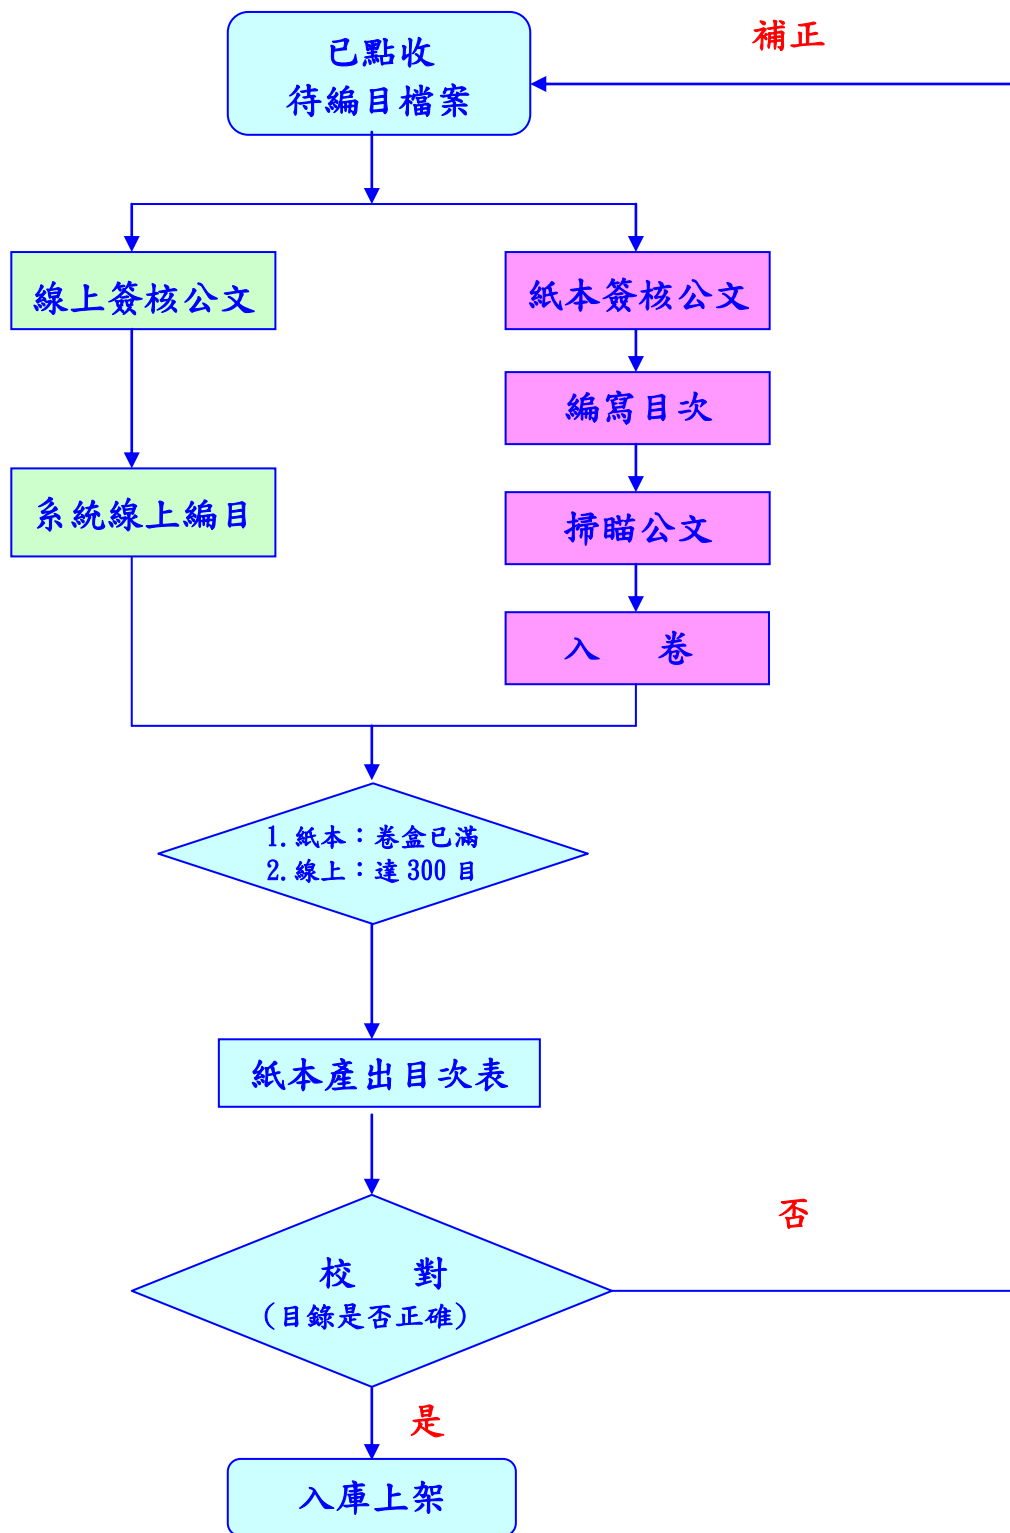 已點收
待編目檔案
補正
線上簽核公文
紙本簽核公文
編寫目次
系統線上編目
掃瞄公文
入 卷
1.紙本：卷盒已滿
2.線上：達300目
紙本產出目次表
否
校 對
(目錄是否正確)
是
入庫上架